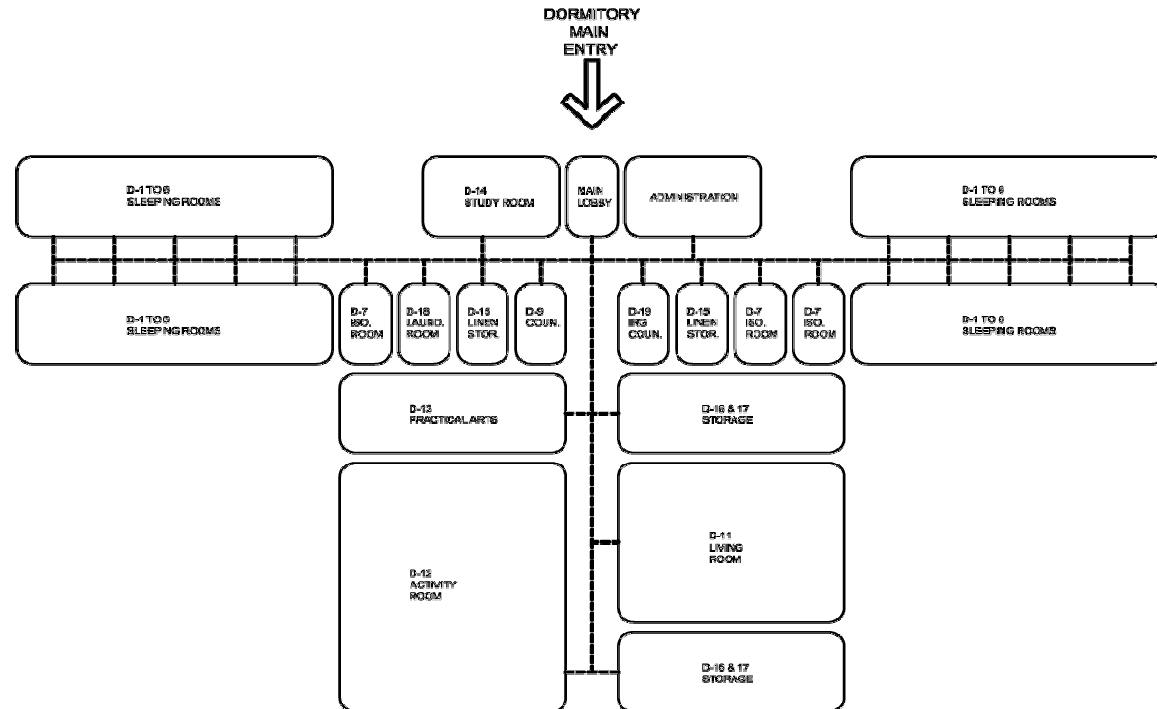 DORMITORY
MAIN
ENTRY
D-1 TO 6
SLEEPING ROOMS
D-14
STUDY ROOM
MAIN
LOBBY
ADMINISTRATION
D-1 TO 6
SLEEPING ROOMS
D-1 TO 6
SLEEPING ROOMS
D-7
ISO.
ROOM
D-18
LAUND.
ROOM
D-15
LINEN
STOR.
D-9
COUN.
D-19
COUN.
D-15
LINEN
STOR.
D-7
ISO.
ROOM
D-7
ISO.
ROOM
D-1 TO 6
SLEEPING ROOMS
D-13
PRACTICAL ARTS
D-16 & 17
STORAGE
D-12
ACTIVITY
ROOM
D-11
LIVING
ROOM
D-16 & 17
STORAGE